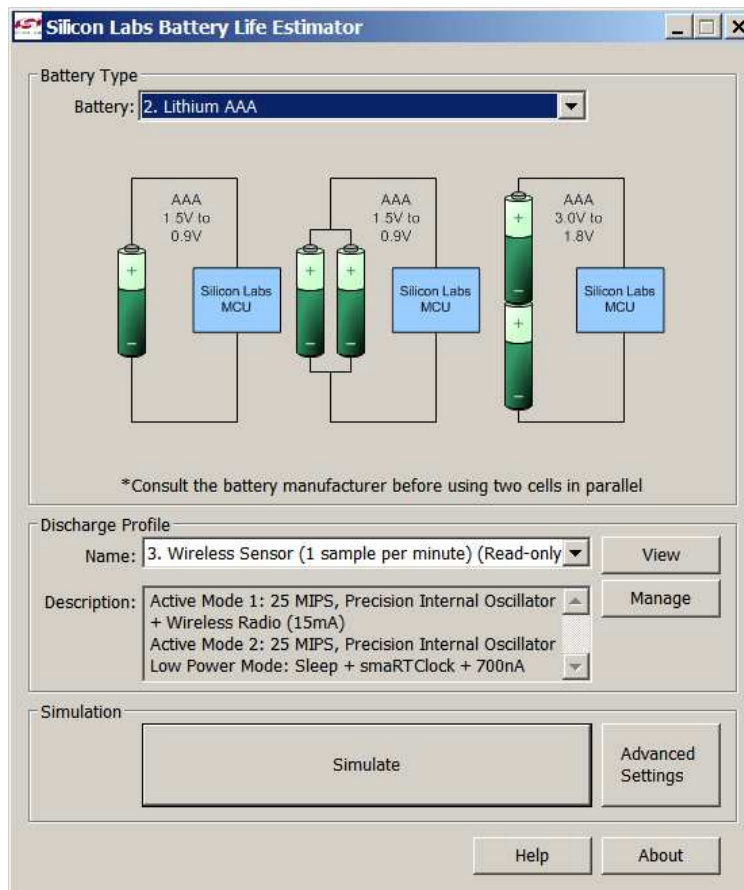 Silicon Labs Battery Life Estimator
Battery Type
Battery: 2. Lithium AAA
AAA
1.5V to
0.9V
+
-
Silicon Labs
MCU
AAA
1.5V to
0.9V
+ +
- -
Silicon Labs
MCU
AAA
3.0V to
1.8V
+
-
+
-
Silicon Labs
MCU
*Consult the battery manufacturer before using two cells in parallel
Discharge Profile
Name: 3. Wireless Sensor (1 sample per minute) (Read-only
View
Description: Active Mode 1: 25 MIPS, Precision Internal Oscillator
+ Wireless Radio (15mA)
Active Mode 2: 25 MIPS, Precision Internal Oscillator
Low Power Mode: Sleep + smaRTClock + 700nA
Manage
Simulation
Simulate
Advanced
Settings
Help
About